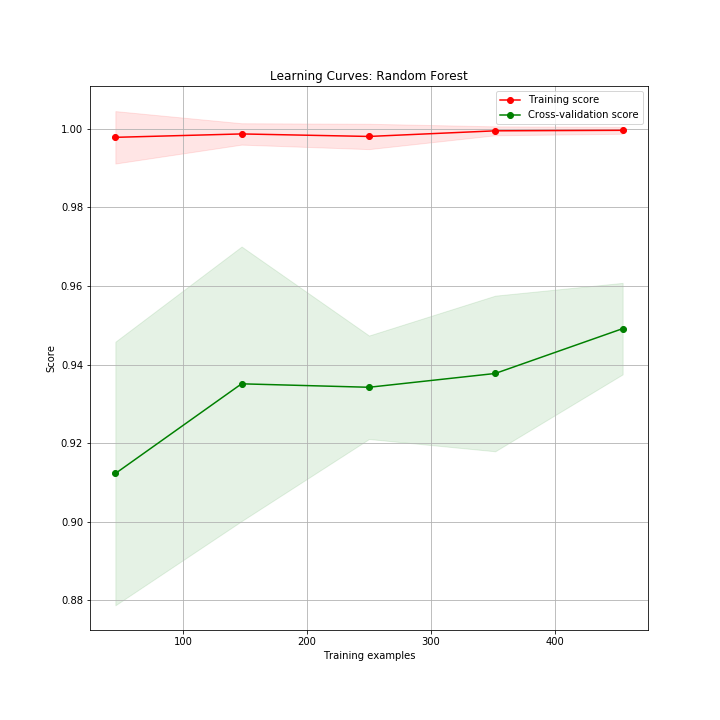 Learning Curves: Random Forest
Training score
Cross-validation score
1.00
0.98
0.96
0.94
0.92
0.90
0.88
Score
100 200 300 400
Training examples